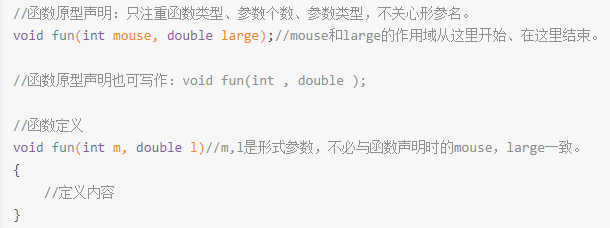 //函数原型声明：只注重函数类型、参数个数、参数类型，不关心形参名。
void fun(int mouse, double large);//mouse和large的作用域从这里开始、在这里结束。
//函数原型声明也可写作：void fun(int , double );
//函数定义
void fun(int m, double l)//m,l是形式参数，不必与函数声明时的mouse，large一致。
{
//定义内容
}